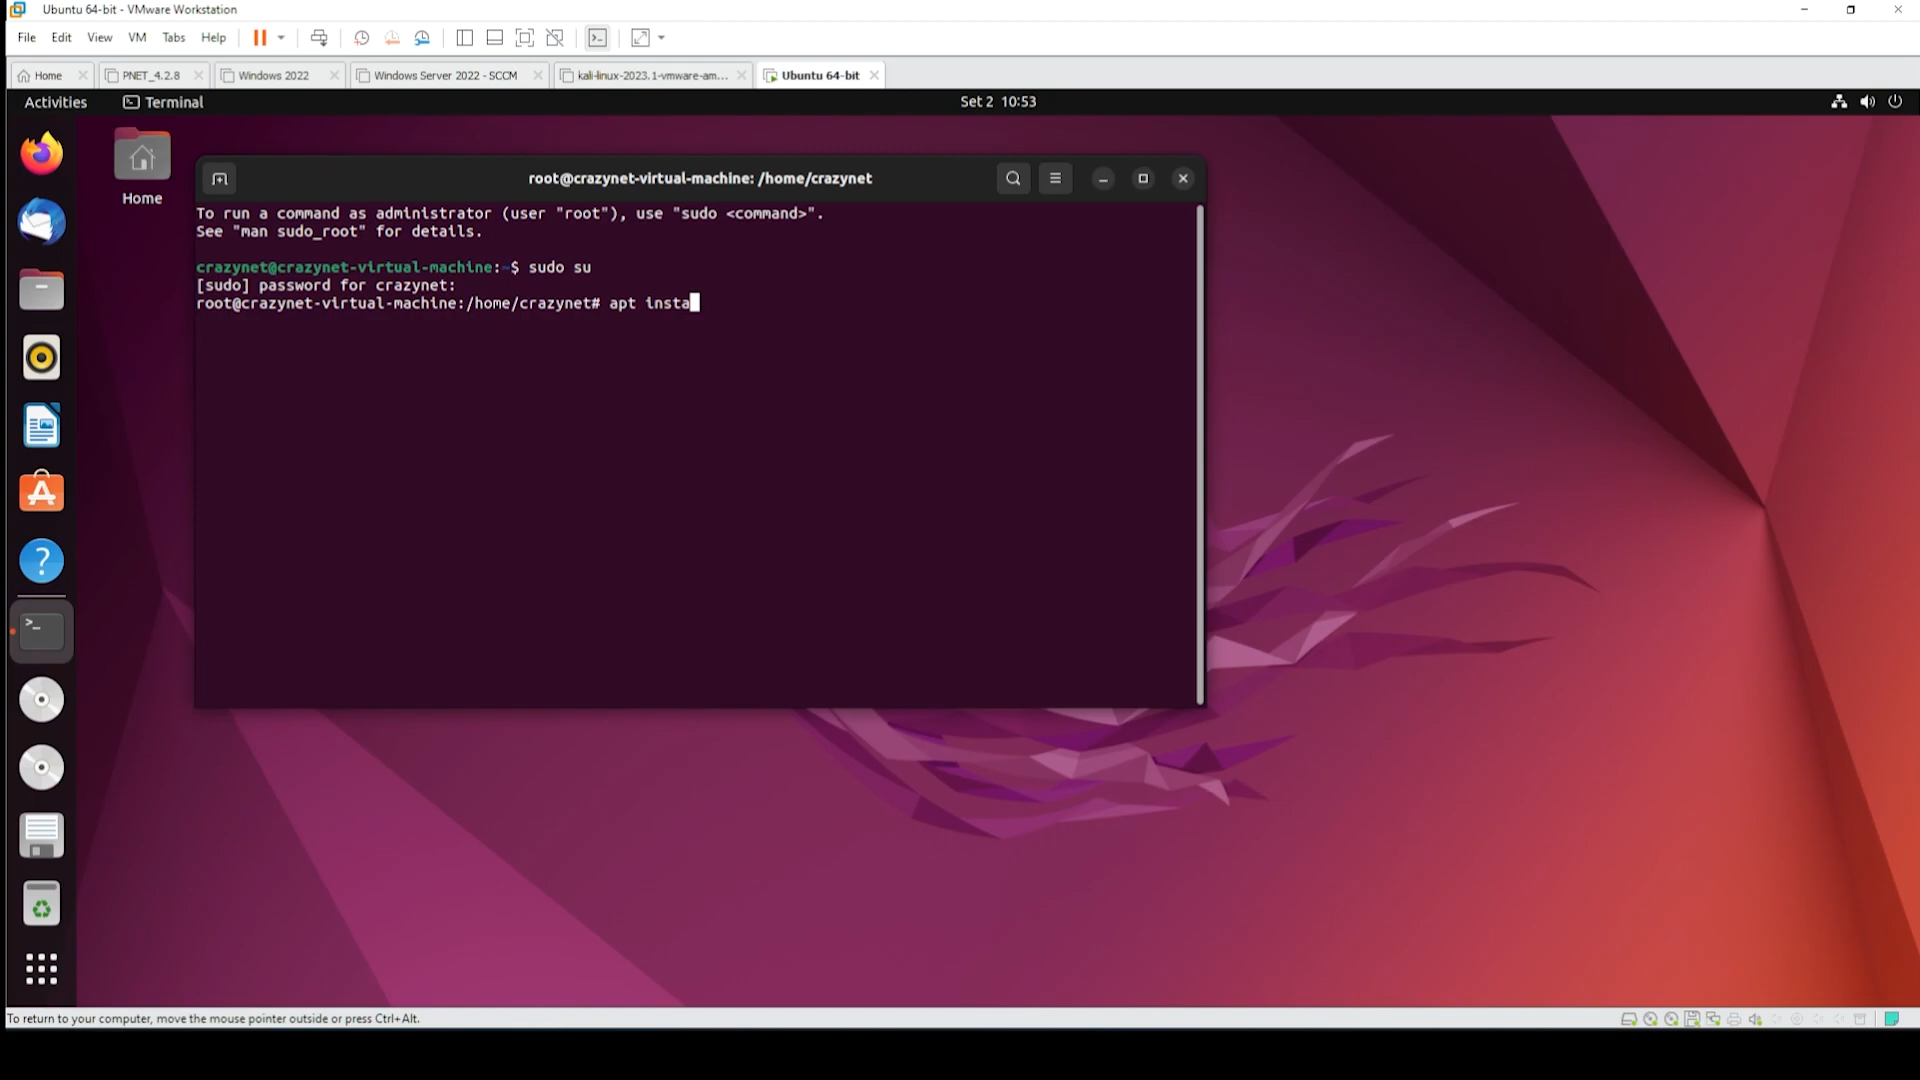 Ubuntu 64-bit - VMware Workstation
File Edit View VM Tabs Help
Home PNET_4.2.8 Windows 2022 Windows Server 2022 - SCCM kali-linux-2023.1-vmware-am... Ubuntu 64-bit
Activities Terminal Set 2 10:53
Home
root@crazynet-virtual-machine: /home/crazynet
To run a command as administrator (user "root"), use "sudo <command>".
See "man sudo_root" for details.
crazynet@crazynet-virtual-machine:~$ sudo su
[sudo] password for crazynet:
root@crazynet-virtual-machine:/home/crazynet# apt insta
To return to your computer, move the mouse pointer outside or press Ctrl+Alt.